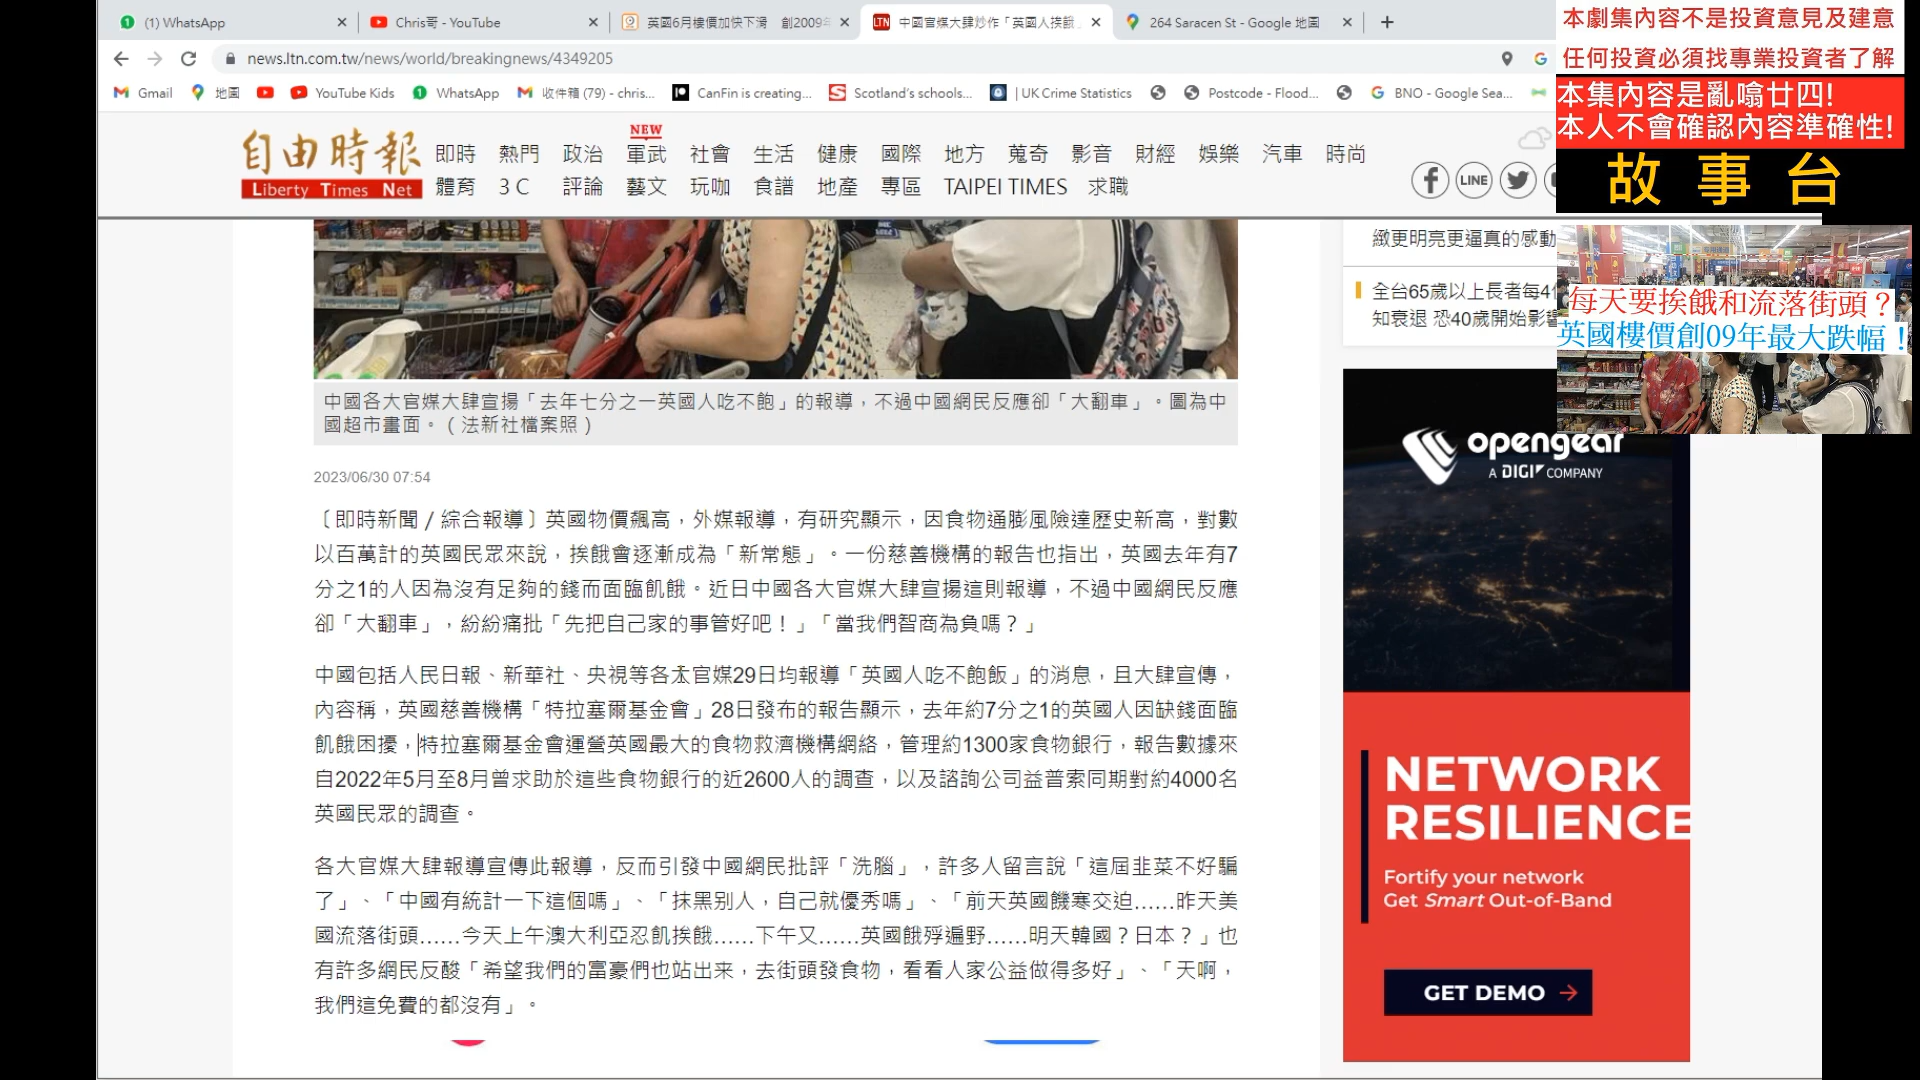 (1) WhatsApp
Chris哥 - YouTube
英國6月樓價加快下滑 創2009年
中國官媒大肆炒作「英國人挨餓
264 Saracen St - Google 地圖
news.ltn.com.tw/news/world/breakingnews/4349205
Gmail
地圖
YouTube Kids
WhatsApp
收件箱 (79) - chris...
CanFin is creating...
Scotland's schools...
| UK Crime Statistics
Postcode - Flood...
BNO - Google Sea...
本劇集內容不是投資意見及建意
任何投資必須找專業投資者了解
本集內容是亂噏廿四!
本人不會確認內容準確性!
故事台
自由時報
Liberty Times Net
NEW
即時 熱門 政治 軍武 社會 生活 健康 國際 地方 蒐奇 影音 財經 娛樂 汽車 時尚
體育 3 C 評論 藝文 玩咖 食譜 地產 專區 TAIPEI TIMES 求職
LINE
緻更明亮更逼真的感動
全台65歲以上長者每4
知衰退 恐40歲開始影
每天要挨餓和流落街頭？
英國樓價創09年最大跌幅！
中國各大官媒大肆宣揚「去年七分之一英國人吃不飽」的報導，不過中國網民反應卻「大翻車」。圖為中
國超市畫面。（法新社檔案照）
2023/06/30 07:54
〔即時新聞／綜合報導〕英國物價飆高，外媒報導，有研究顯示，因食物通膨風險達歷史新高，對數
以百萬計的英國民眾來說，挨餓會逐漸成為「新常態」。一份慈善機構的報告也指出，英國去年有7
分之1的人因為沒有足夠的錢而面臨飢餓。近日中國各大官媒大肆宣揚這則報導，不過中國網民反應
卻「大翻車」，紛紛痛批「先把自己家的事管好吧！」「當我們智商為負嗎？」
中國包括人民日報、新華社、央視等各大官媒29日均報導「英國人吃不飽飯」的消息，且大肆宣傳，
內容稱，英國慈善機構「特拉塞爾基金會」28日發布的報告顯示，去年約7分之1的英國人因缺錢面臨
飢餓困擾，特拉塞爾基金會運營英國最大的食物救濟機構網絡，管理約1300家食物銀行，報告數據來
自2022年5月至8月曾求助於這些食物銀行的近2600人的調查，以及諮詢公司益普索同期對約4000名
英國民眾的調查。
各大官媒大肆報導宣傳此報導，反而引發中國網民批評「洗腦」，許多人留言說「這屆韭菜不好騙
了」、「中國有統計一下這個嗎」、「抹黑别人，自己就優秀嗎」、「前天英國饑寒交迫……昨天美
國流落街頭……今天上午澳大利亞忍飢挨餓……下午又……英國餓殍遍野……明天韓國？日本？」也
有許多網民反酸「希望我們的富豪們也站出来，去街頭發食物，看看人家公益做得多好」、「天啊，
我們這免費的都沒有」。
opengear
A DIGI COMPANY
NETWORK
RESILIENCE
Fortify your network
Get Smart Out-of-Band
GET DEMO